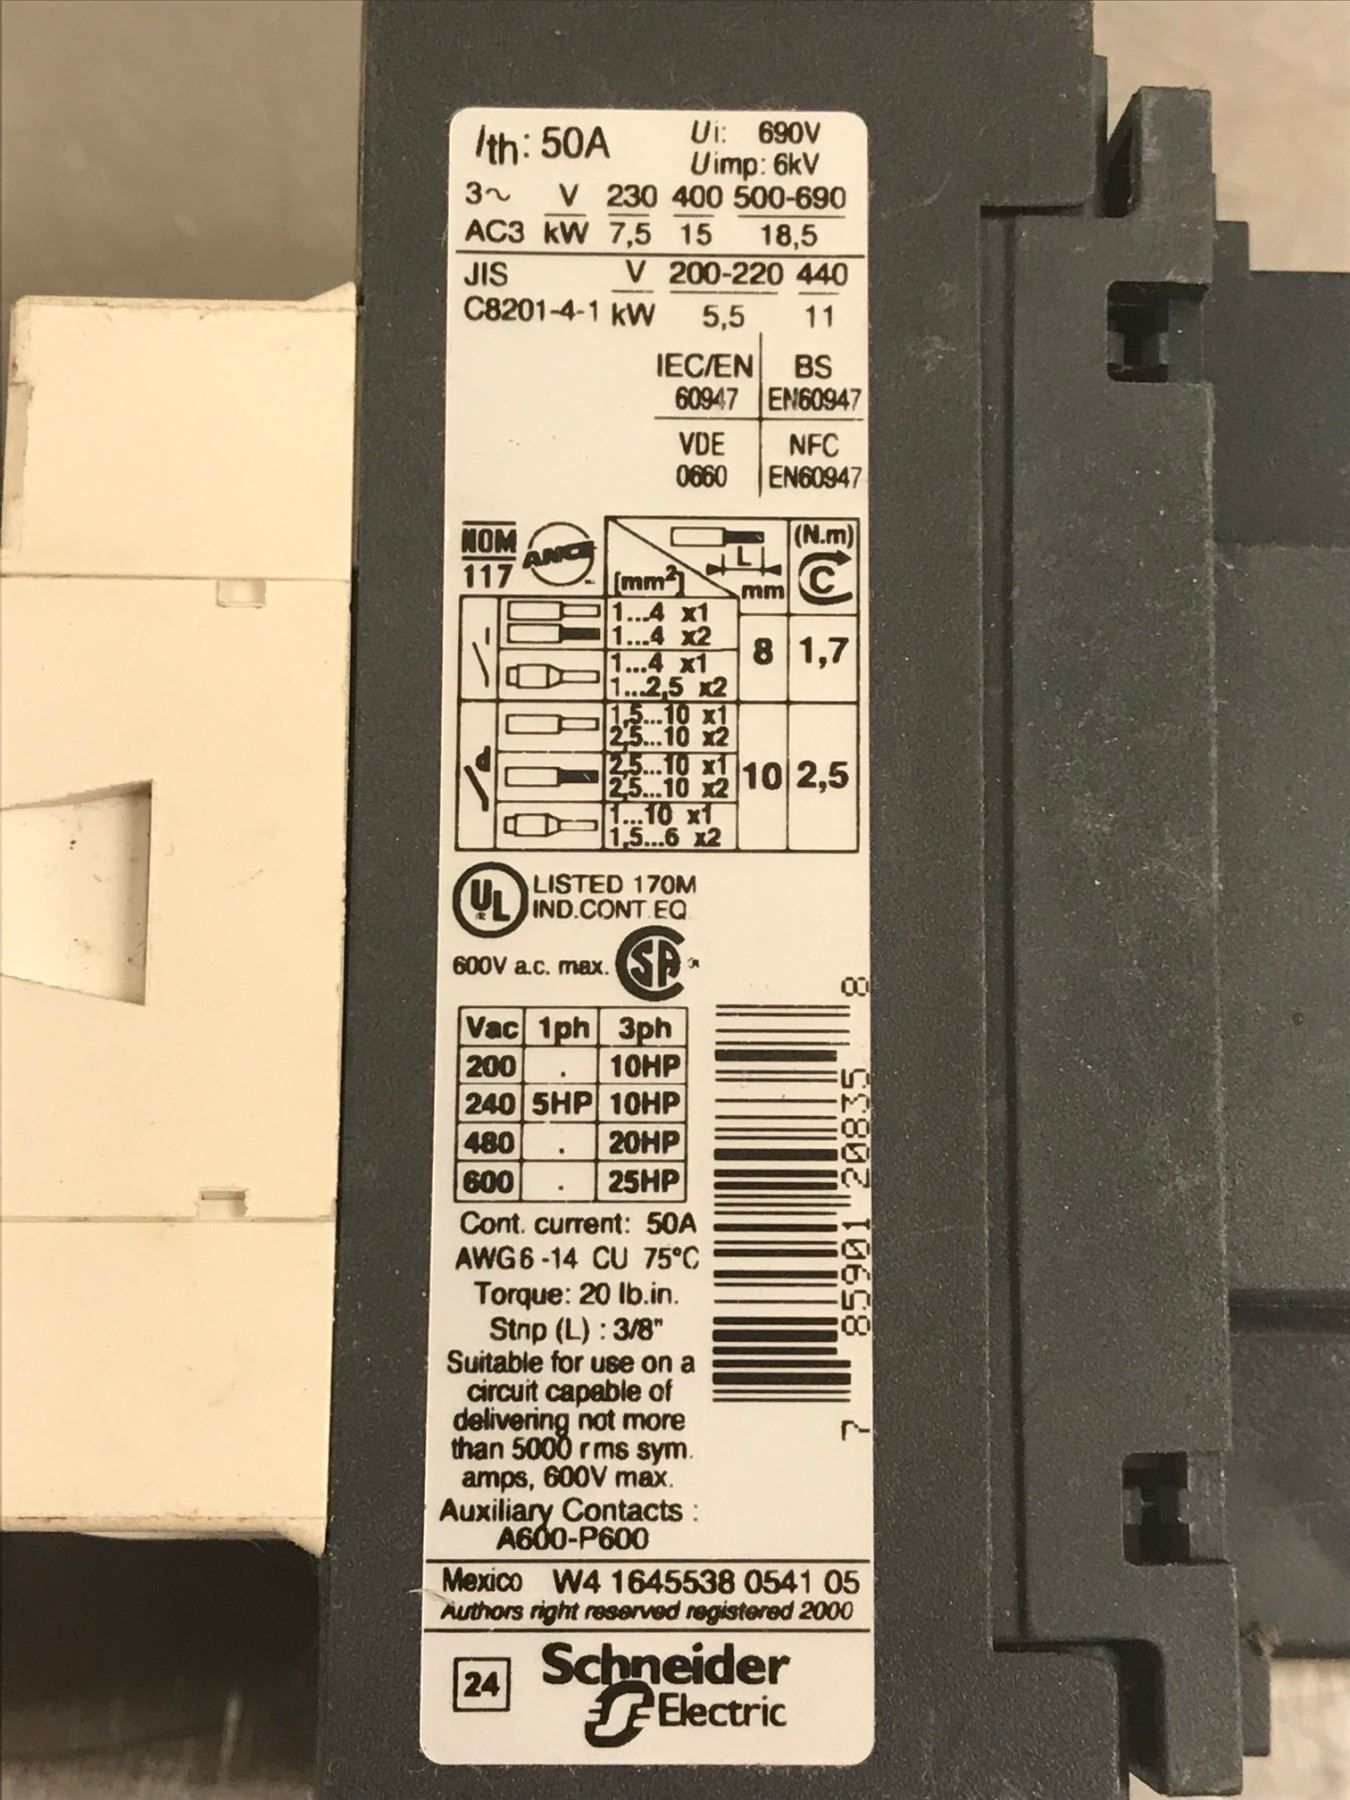 Ith: 50A Ui: 690V
Uimp: 6kV
3~ V 230 400 500-690
AC3 kW 7,5 15 18,5
JIS V 200-220 440
C8201-4-1 kW 5,5 11
IEC/EN BS
60947 EN60947
VDE NFC
0660 EN60947
NOM ANCE L (N.m)
117 [mm²] mm C
1...4 x1
1...4 x2
8 1,7
1...4 x1
1...2,5 x2
1,5...10 x1
2,5...10 x2
2,5...10 x1
10 2,5
2,5...10 x2
1...10 x1
1,5...6 x2
UL LISTED 170M
IND.CONT.EQ
600V a.c. max. SA
Vac 1ph 3ph
200 . 10HP
240 5HP 10HP
480 . 20HP
600 . 25HP
Cont. current: 50A
AWG6-14 CU 75°C
Torque: 20 lb.in.
Strip (L) : 3/8"
Suitable for use on a
circuit capable of
delivering not more
than 5000 rms sym.
amps, 600V max.
Auxiliary Contacts :
A600-P600
7 85901 20835 8
Mexico W4 1645538 0541 05
Authors right reserved registered 2000
24 Schneider
Electric